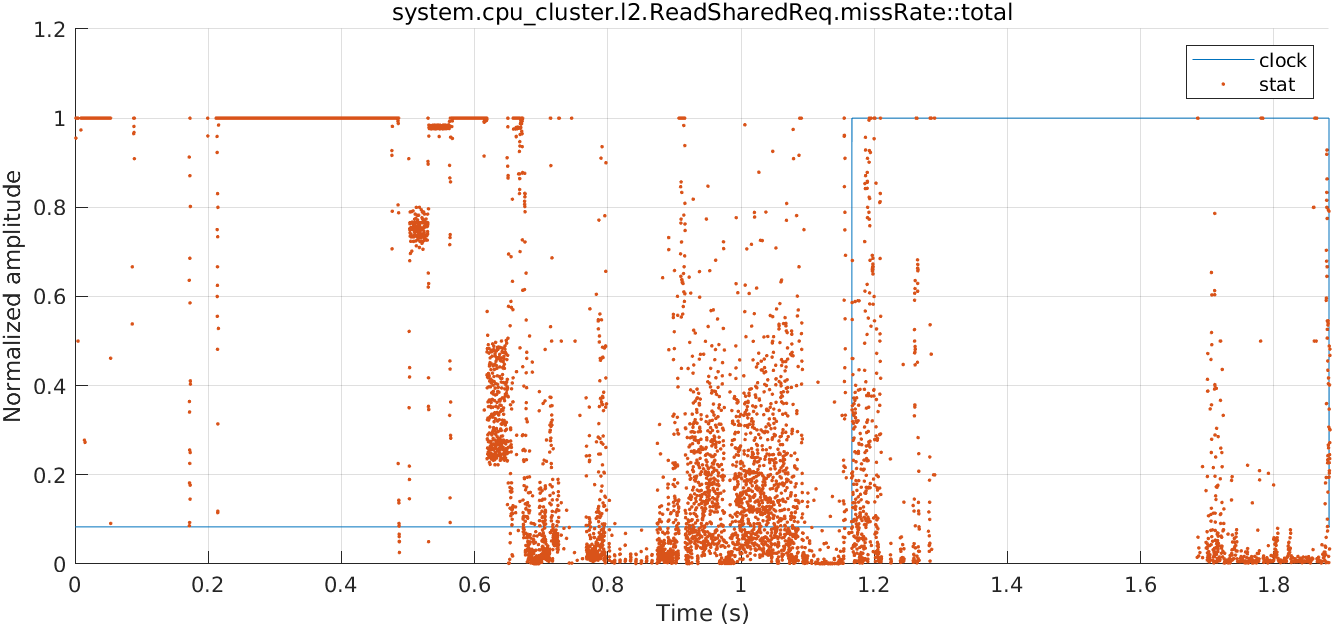 system.cpu_cluster.l2.ReadSharedReq.missRate::total
1.2
1
0.8
0.6
0.4
0.2
0
Normalized amplitude
clock
stat
0 0.2 0.4 0.6 0.8 1 1.2 1.4 1.6 1.8
Time (s)